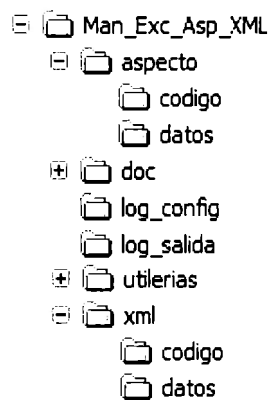 Man_Exc_Asp_XML
aspecto
codigo
datos
doc
log_config
log_salida
utilerias
xml
codigo
datos